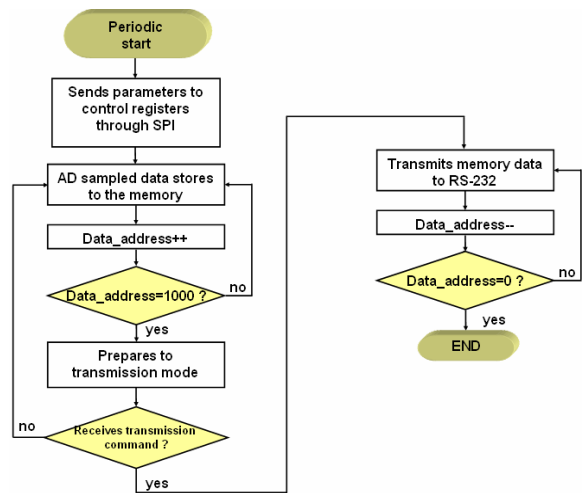 Periodic
start
Sends parameters to
control registers
through SPI
AD sampled data stores
to the memory
Data_address++
Data_address=1000 ?
no
yes
Prepares to
transmission mode
Receives transmission
command ?
no
yes
Transmits memory data
to RS-232
Data_address--
Data_address=0 ?
no
yes
END